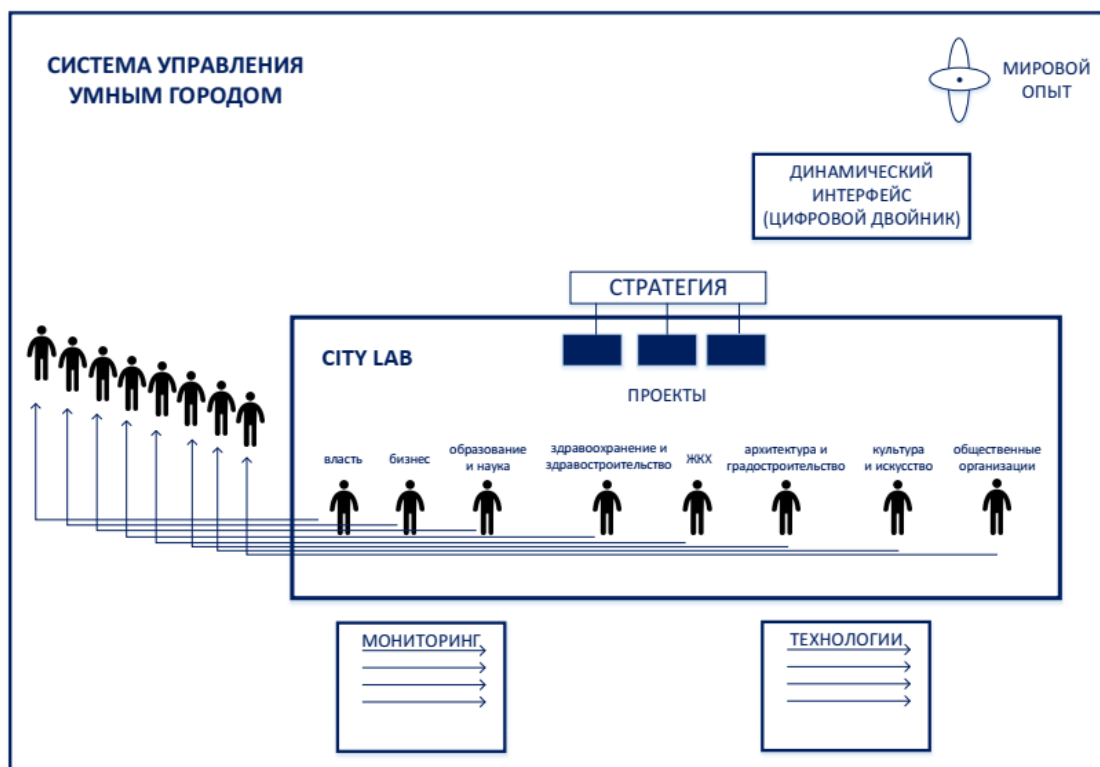 СИСТЕМА УПРАВЛЕНИЯ
УМНЫМ ГОРОДОМ
МИРОВОЙ
ОПЫТ
ДИНАМИЧЕСКИЙ
ИНТЕРФЕЙС
(ЦИФРОВОЙ ДВОЙНИК)
СТРАТЕГИЯ
CITY LAB
ПРОЕКТЫ
власть
бизнес
образование
и наука
здравоохранение и
здравостроительство
ЖКХ
архитектура и
градостроительство
культура
и искусство
общественные
организации
МОНИТОРИНГ
ТЕХНОЛОГИИ